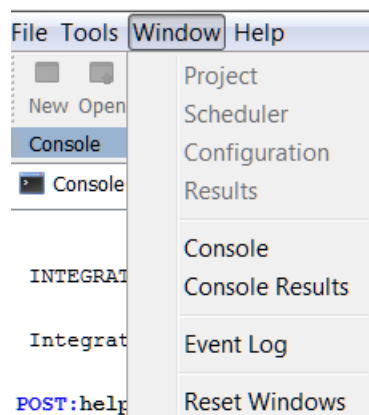 File Tools Window Help
New Open
Project
Scheduler
Configuration
Results
Console
Console Results
Event Log
Reset Windows
Console
Console
INTEGRAT
Integrat
POST:help